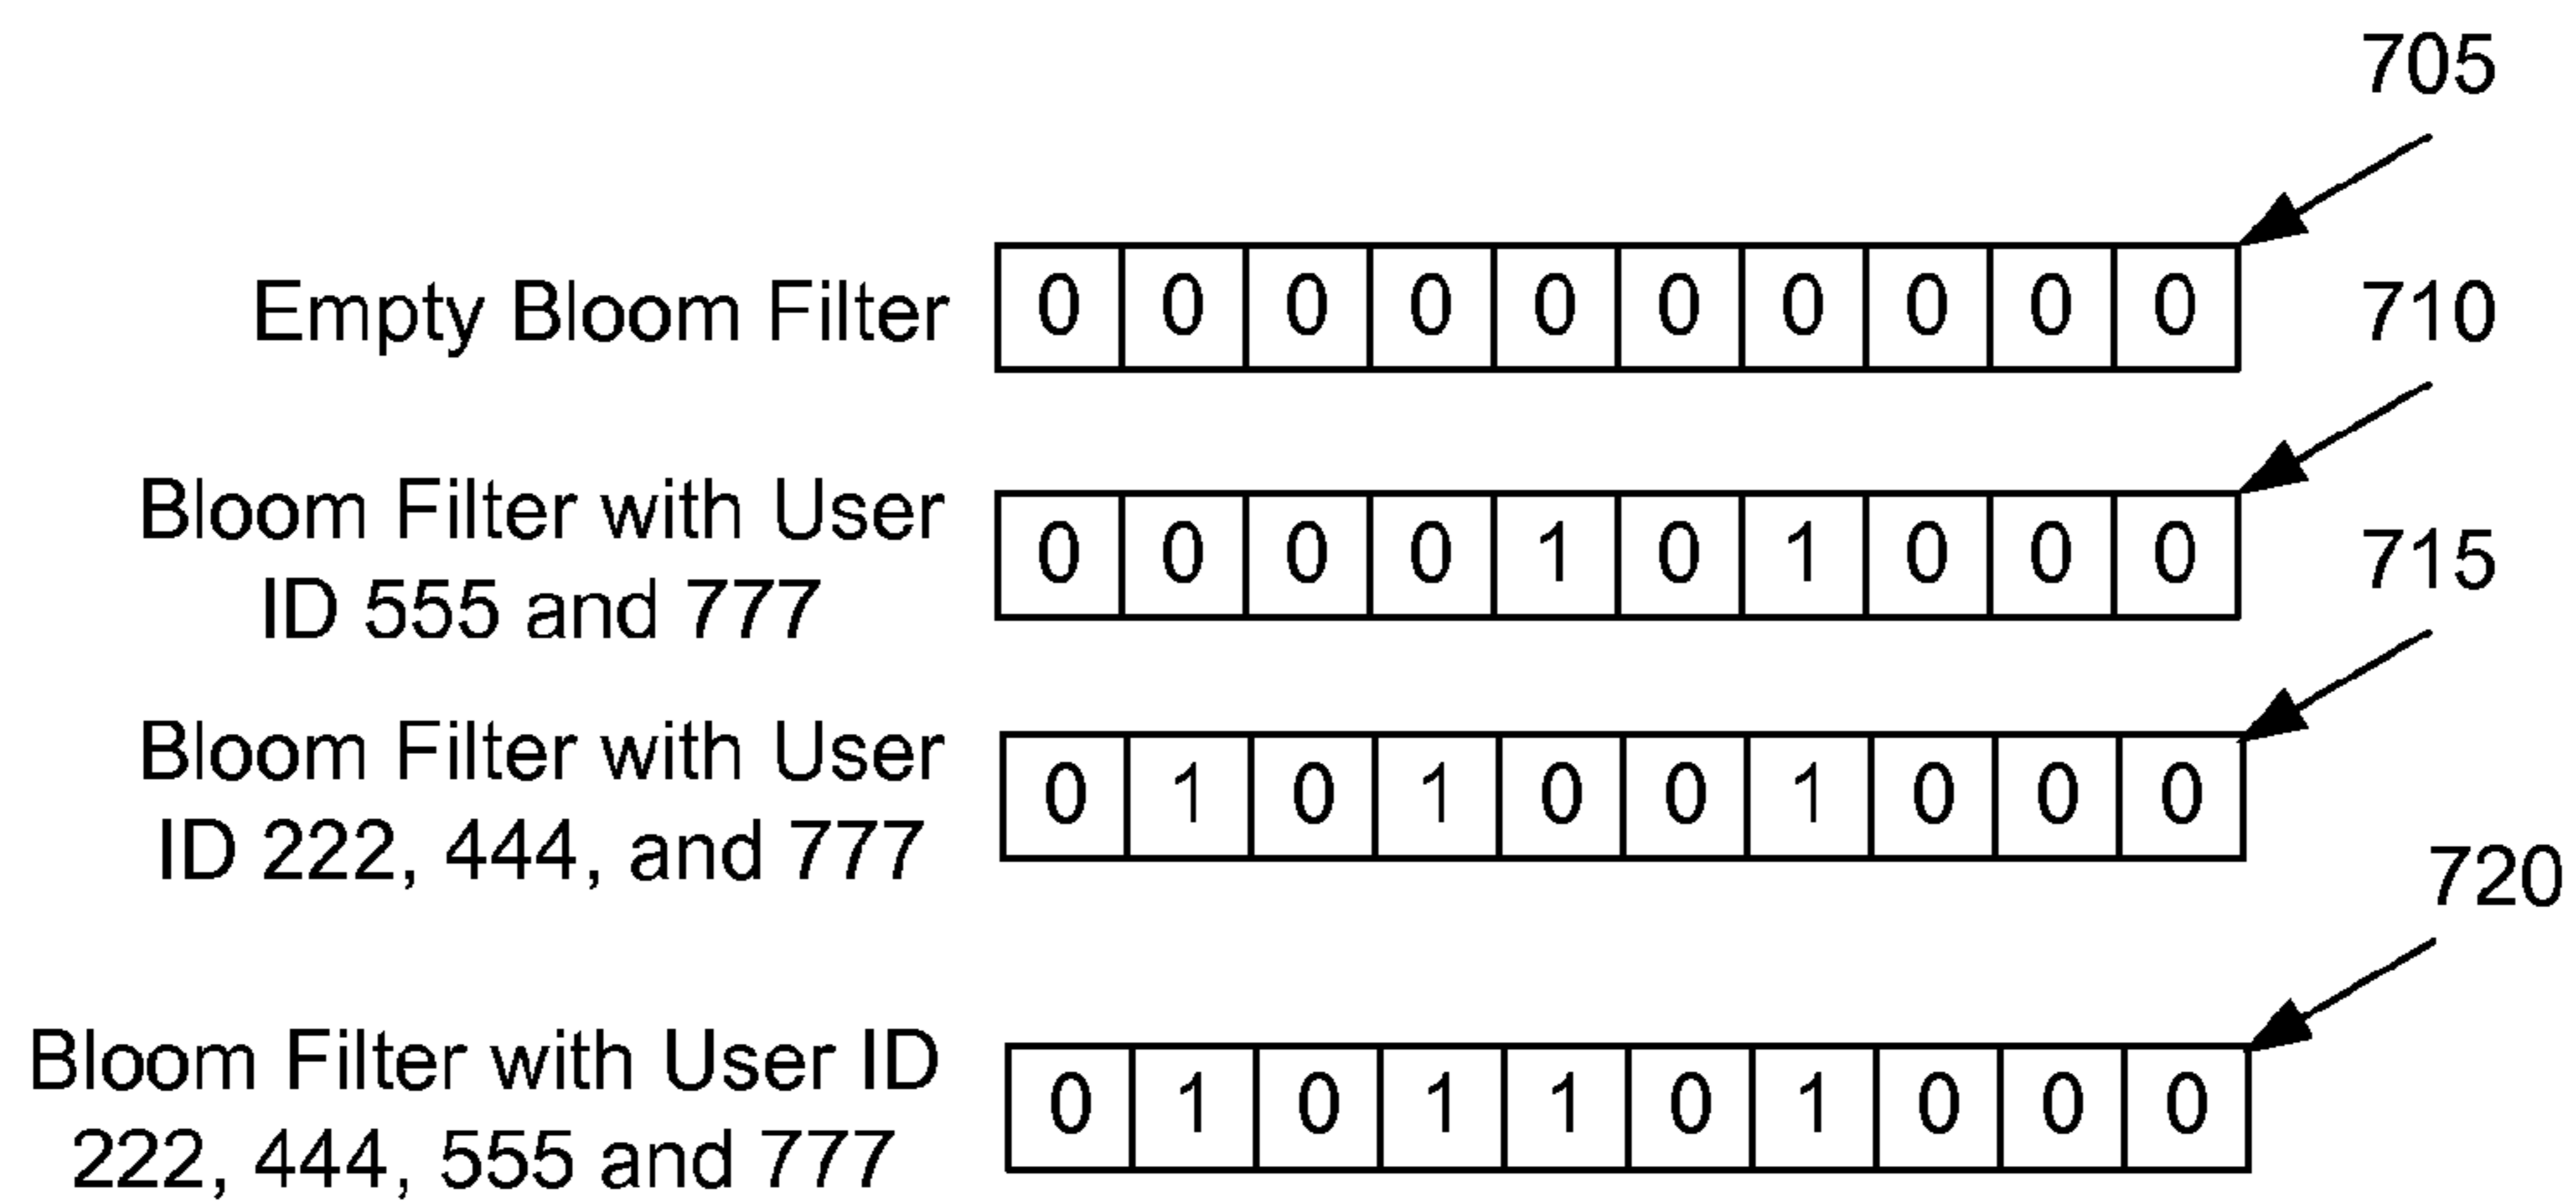 705
Empty Bloom Filter 0 0 0 0 0 0 0 0 0 0
710
Bloom Filter with User
ID 555 and 777
0 0 0 0 1 0 1 0 0 0
715
Bloom Filter with User
ID 222, 444, and 777
0 1 0 1 0 0 1 0 0 0
720
Bloom Filter with User ID
222, 444, 555 and 777
0 1 0 1 1 0 1 0 0 0